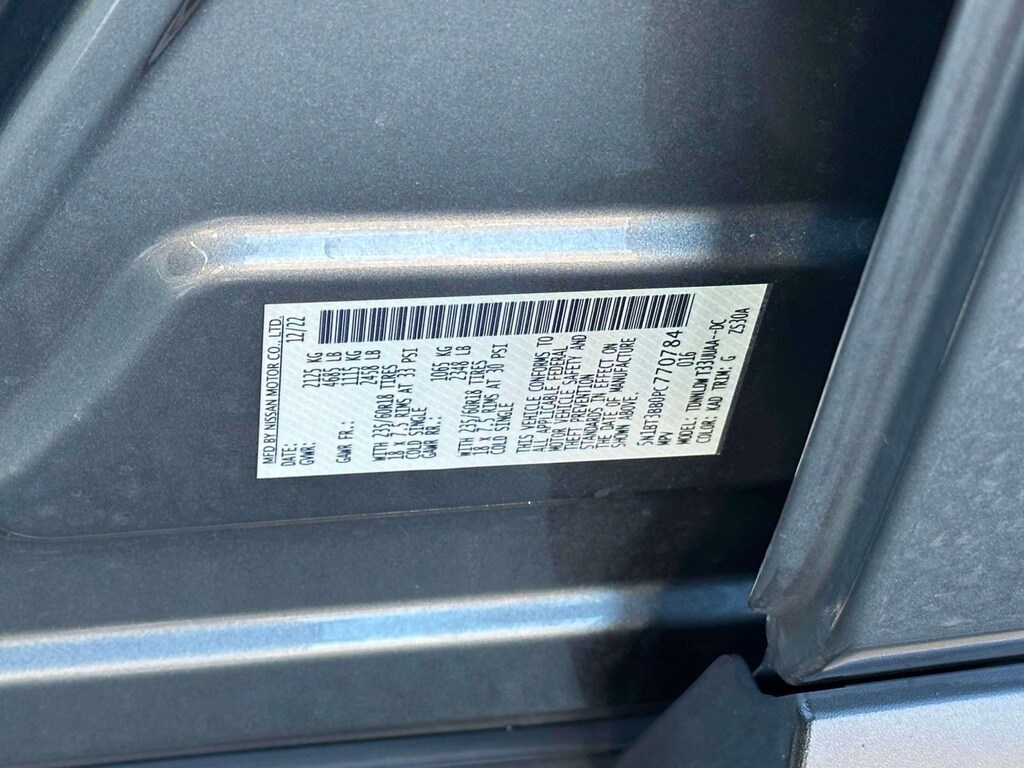 MFD BY NISSAN MOTOR CO., LTD.
DATE: 12/22
GVWR: 2125 KG
4685 LB
GAWR FR.: 1115 KG
2458 LB
WITH 235/60R18 TIRES
18 x 7.5 RIMS AT 33 PSI
COLD SINGLE
GAWR RR.: 1065 KG
2348 LB
WITH 235/60R18 TIRES
18 x 7.5 RIMS AT 30 PSI
COLD SINGLE
THIS VEHICLE CONFORMS TO
ALL APPLICABLE FEDERAL
MOTOR VEHICLE SAFETY AND
THEFT PREVENTION
STANDARDS IN EFFECT ON
THE DATE OF MANUFACTURE
SHOWN ABOVE.
5N1BT3BB0PC770784
MPV 016
MODEL: TDWNLDW T33UUAA--DC
COLOR: KAD TRIM: G ZS30A